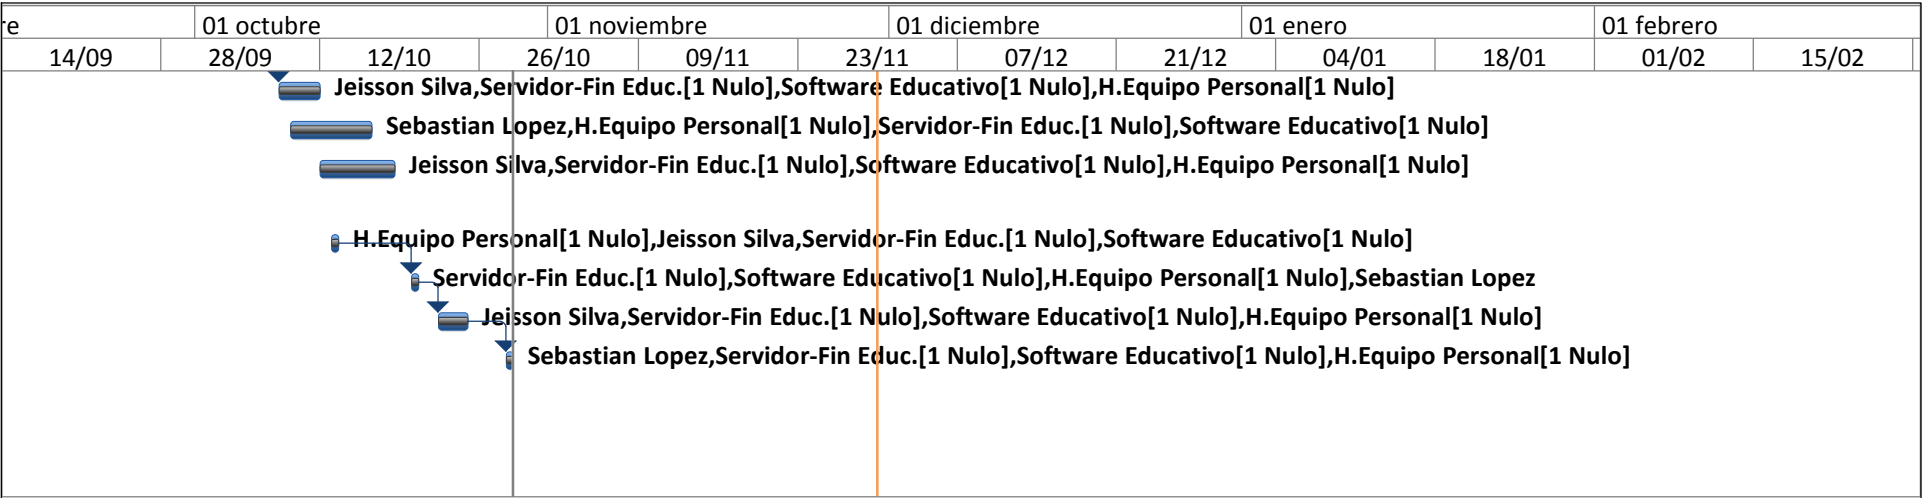 re 01 octubre 01 noviembre 01 diciembre 01 enero 01 febrero
14/09 28/09 12/10 26/10 09/11 23/11 07/12 21/12 04/01 18/01 01/02 15/02
Jeisson Silva,Servidor-Fin Educ.[1 Nulo],Software Educativo[1 Nulo],H.Equipo Personal[1 Nulo]
Sebastian Lopez,H.Equipo Personal[1 Nulo],Servidor-Fin Educ.[1 Nulo],Software Educativo[1 Nulo]
Jeisson Silva,Servidor-Fin Educ.[1 Nulo],Software Educativo[1 Nulo],H.Equipo Personal[1 Nulo]
H.Equipo Personal[1 Nulo],Jeisson Silva,Servidor-Fin Educ.[1 Nulo],Software Educativo[1 Nulo]
Servidor-Fin Educ.[1 Nulo],Software Educativo[1 Nulo],H.Equipo Personal[1 Nulo],Sebastian Lopez
Jeisson Silva,Servidor-Fin Educ.[1 Nulo],Software Educativo[1 Nulo],H.Equipo Personal[1 Nulo]
Sebastian Lopez,Servidor-Fin Educ.[1 Nulo],Software Educativo[1 Nulo],H.Equipo Personal[1 Nulo]